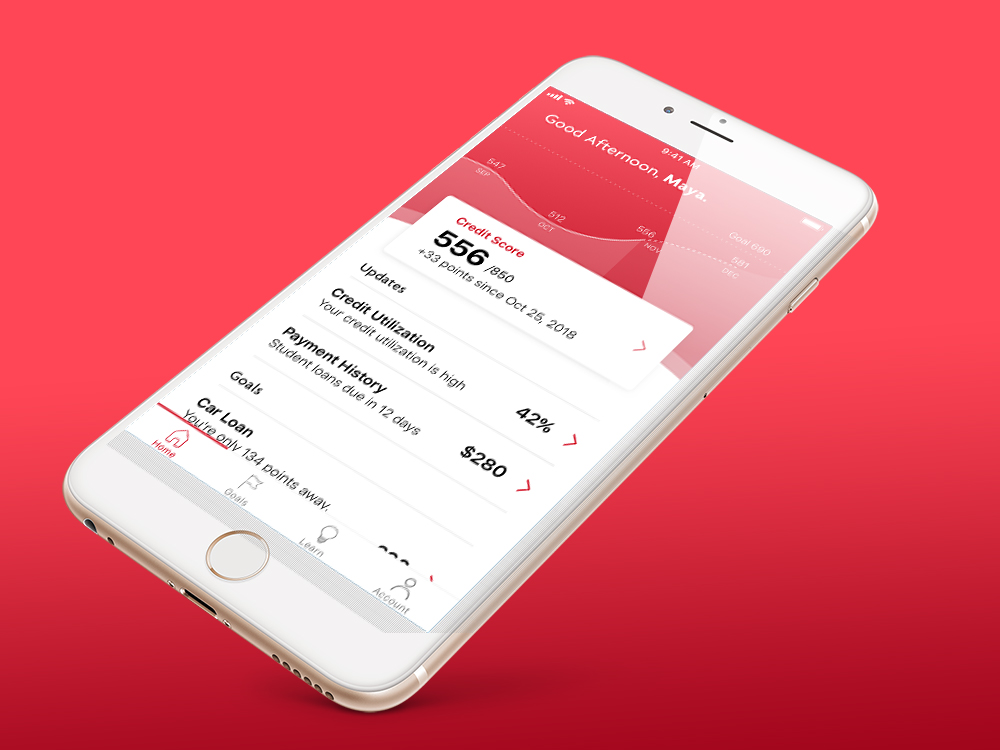 9:41 AM
Good Afternoon, Maya.
Goal 690
547
SEP
512
OCT
556
NOV
581
DEC
Credit Score
556 /850
+33 points since Oct 25, 2018
Updates
Credit Utilization
Your credit utilization is high
42%
Payment History
Student loans due in 12 days
$280
Goals
Car Loan
You're only 134 points away.
Home
Goals
Learn
Account